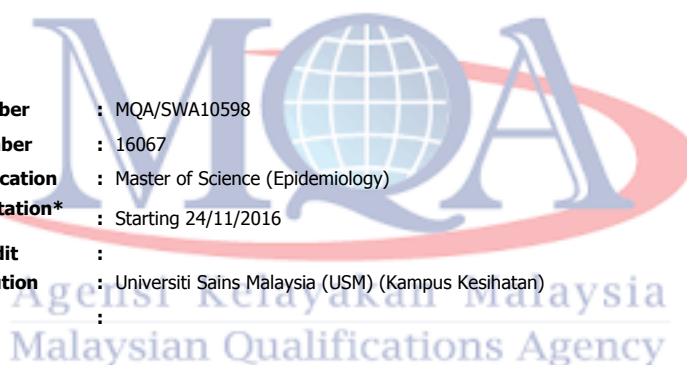 MQA
ber : MQA/SWA10598
ber : 16067
cation : Master of Science (Epidemiology)
tation* : Starting 24/11/2016
dit :
tion : Universiti Sains Malaysia (USM) (Kampus Kesihatan)
:
Agensi Kelayakan Malaysia
Malaysian Qualifications Agency